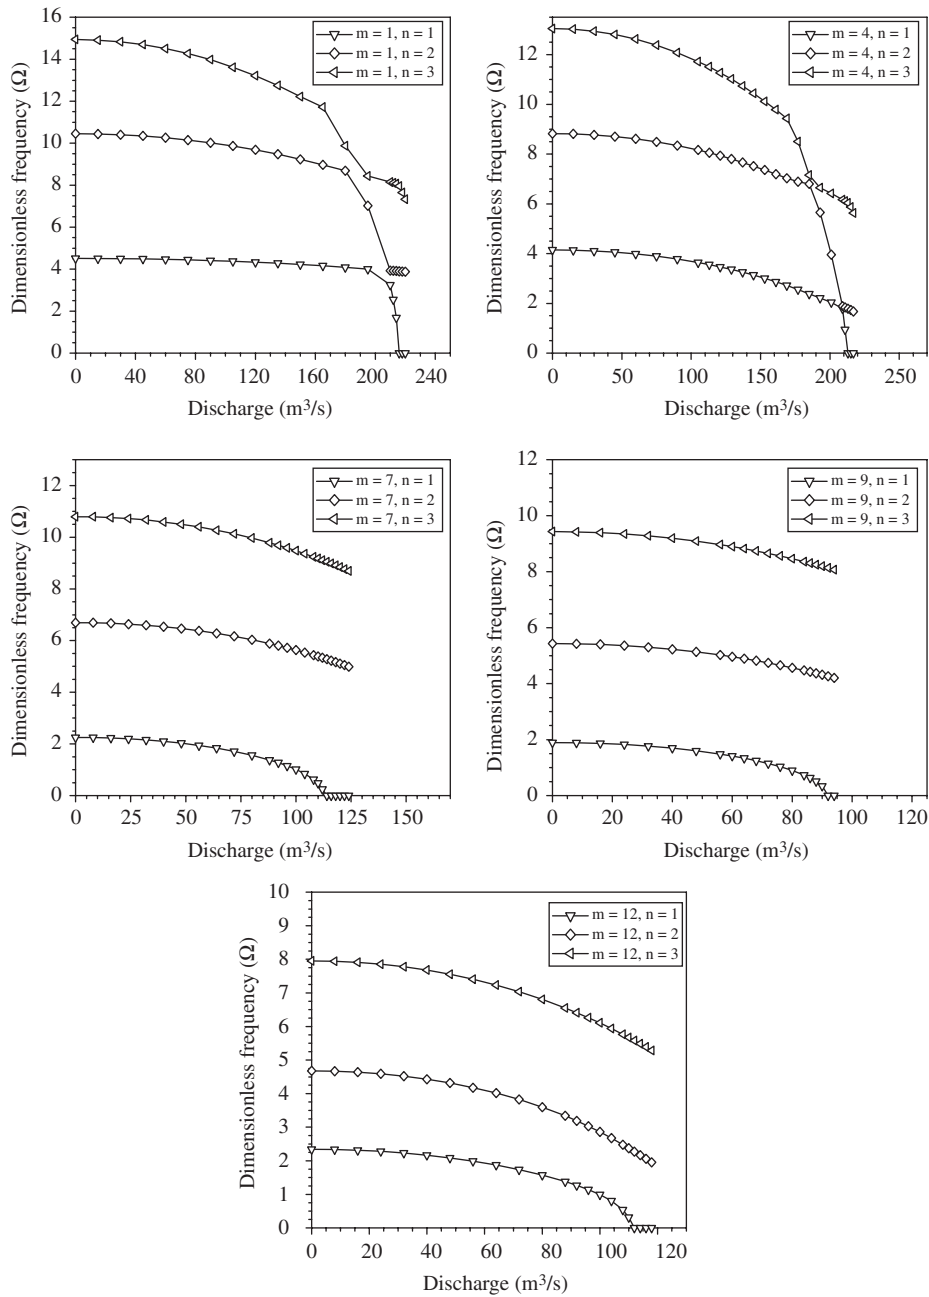 16
14
12
10
8
6
4
2
0
Dimensionless frequency (Ω)
m = 1, n = 1
m = 1, n = 2
m = 1, n = 3
0 40 80 120 160 200 240
Discharge (m³/s)
12
10
8
6
4
2
0
Dimensionless frequency (Ω)
m = 4, n = 1
m = 4, n = 2
m = 4, n = 3
0 50 100 150 200 250
Discharge (m³/s)
12
10
8
6
4
2
0
Dimensionless frequency (Ω)
m = 7, n = 1
m = 7, n = 2
m = 7, n = 3
0 25 50 75 100 125 150
Discharge (m³/s)
12
10
8
6
4
2
0
Dimensionless frequency (Ω)
m = 9, n = 1
m = 9, n = 2
m = 9, n = 3
0 20 40 60 80 100 120
Discharge (m³/s)
10
9
8
7
6
5
4
3
2
1
0
Dimensionless frequency (Ω)
m = 12, n = 1
m = 12, n = 2
m = 12, n = 3
0 20 40 60 80 100 120
Discharge (m³/s)